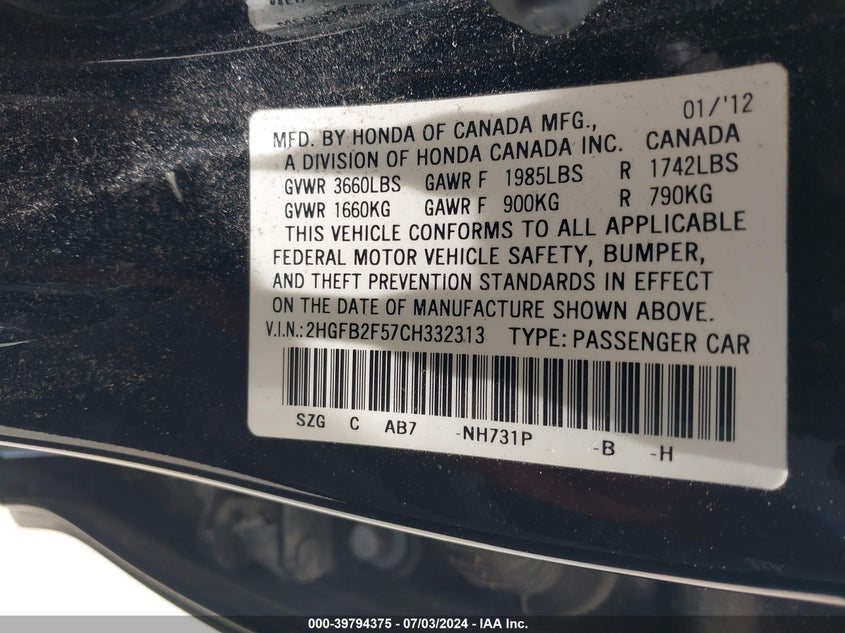 01/'12
MFD. BY HONDA OF CANADA MFG.,
A DIVISION OF HONDA CANADA INC. CANADA
GVWR 3660LBS GAWR F 1985LBS R 1742LBS
GVWR 1660KG GAWR F 900KG R 790KG
THIS VEHICLE CONFORMS TO ALL APPLICABLE
FEDERAL MOTOR VEHICLE SAFETY, BUMPER,
AND THEFT PREVENTION STANDARDS IN EFFECT
ON THE DATE OF MANUFACTURE SHOWN ABOVE.
V.I.N.:2HGFB2F57CH332313 TYPE:PASSENGER CAR
SZG C AB7 -NH731P -B -H
000-39794375 - 07/03/2024 - IAA Inc.